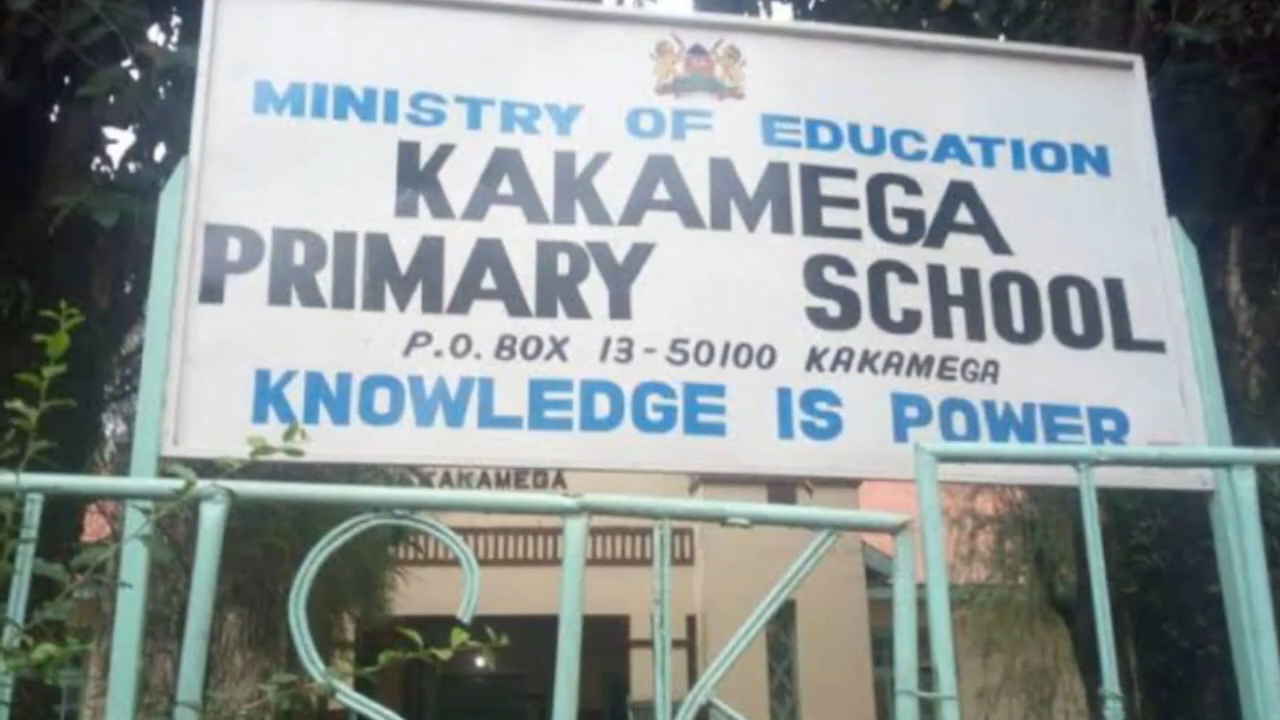 MINISTRY OF EDUCATION
KAKAMEGA
PRIMARY SCHOOL
P.O. BOX 13-50100 KAKAMEGA
KNOWLEDGE IS POWER
KAKAMEGA